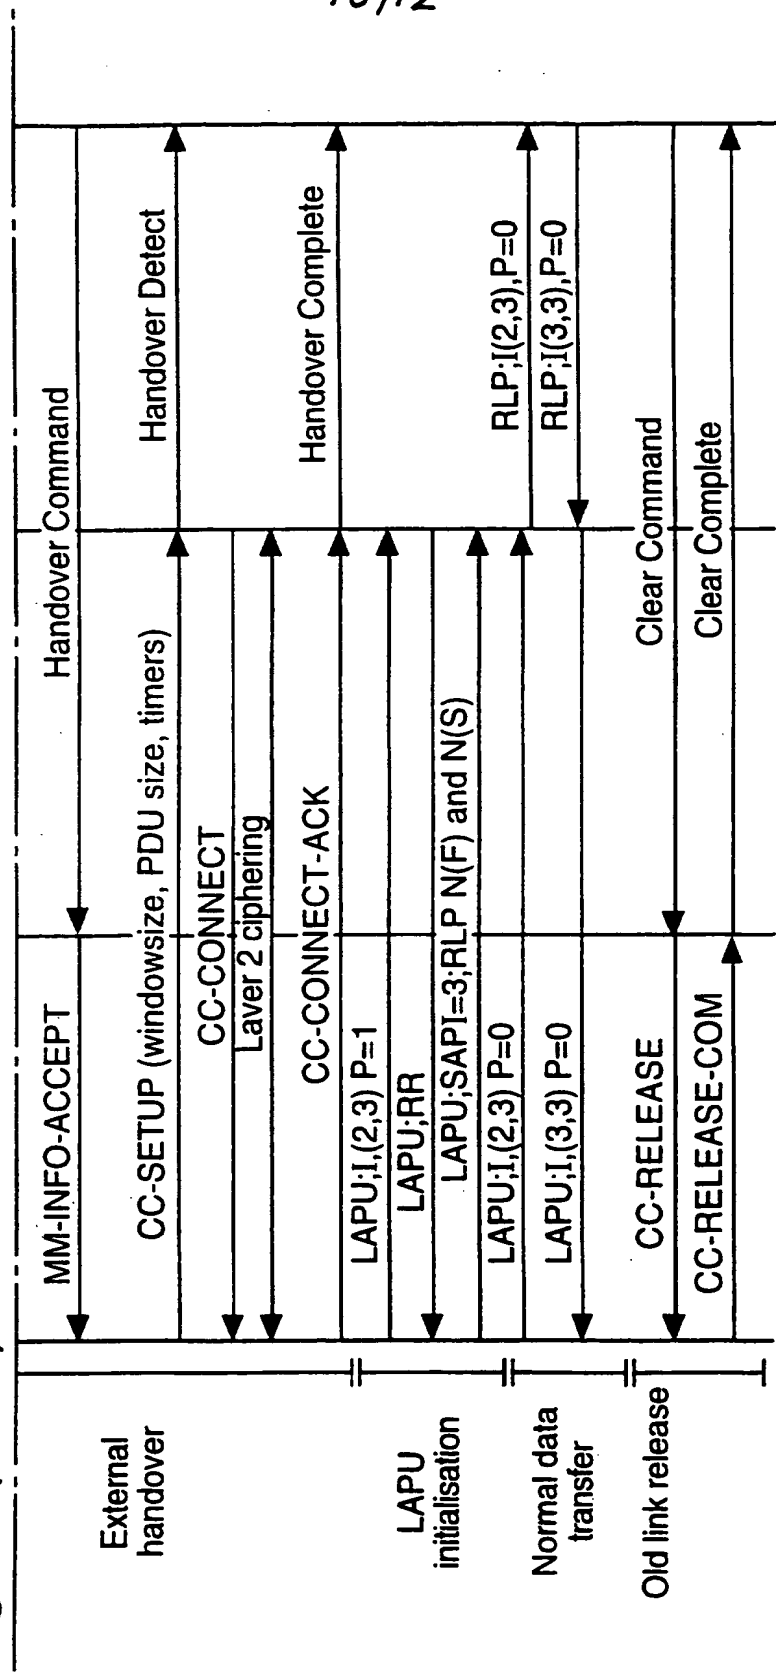 External
handover
MM-INFO-ACCEPT
Handover Command
CC-SETUP (windowsize, PDU size, timers)
Handover Detect
CC-CONNECT
Layer 2 ciphering
CC-CONNECT-ACK
Handover Complete
LAPU
initialisation
LAPU;I,(2,3) P=1
LAPU;RR
LAPU;SAPI=3;RLP N(F) and N(S)
Normal data
transfer
LAPU;I,(2,3) P=0
RLP;I(2,3),P=0
LAPU;I,(3,3) P=0
RLP;I(3,3),P=0
Old link release
CC-RELEASE
Clear Command
CC-RELEASE-COM
Clear Complete